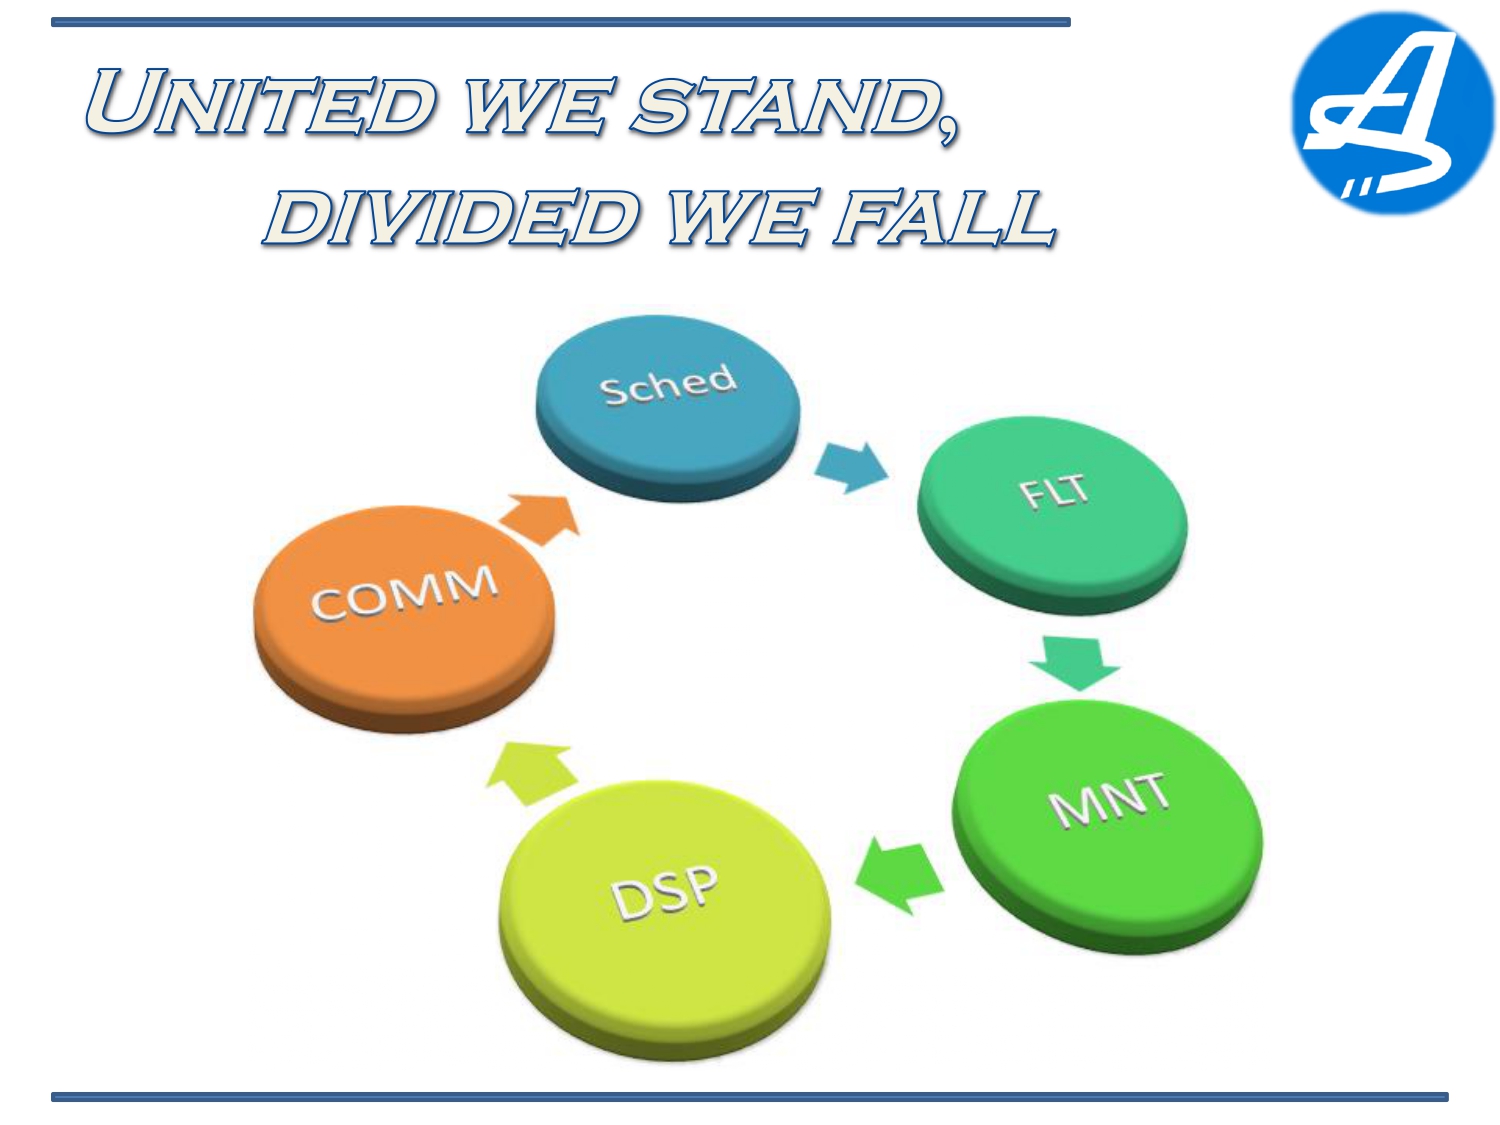 United we stand,
divided we fall
Sched
FLT
COMM
MNT
DSP